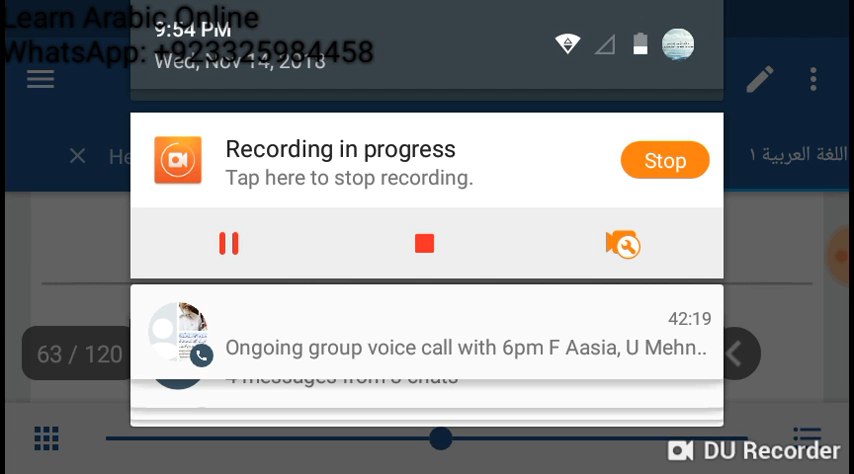 Learn Arabic Online
9:54 PM
WhatsApp: +923325984458
Wed, Nov 14, 2018
He
اللغة العربية ١
Recording in progress
Tap here to stop recording.
Stop
42:19
Ongoing group voice call with 6pm F Aasia, U Mehn..
4 messages from 3 chats
63 / 120
DU Recorder